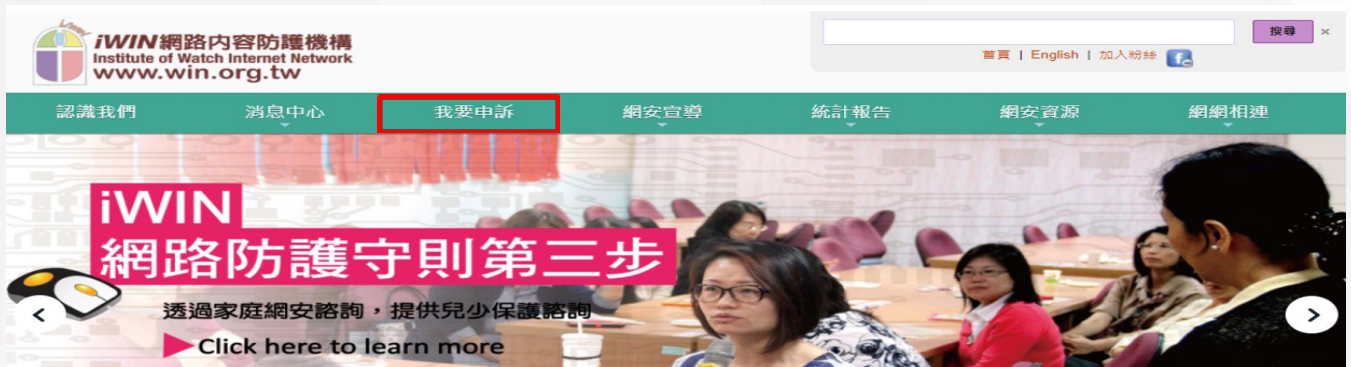 iWIN網路內容防護機構
Institute of Watch Internet Network
www.win.org.tw
搜尋 ×
首頁 | English | 加入粉絲
認識我們 消息中心 我要申訴 網安宣導 統計報告 網安資源 網網相連
iWIN
網路防護守則第三步
透過家庭網安諮詢，提供兒少保護諮詢
Click here to learn more